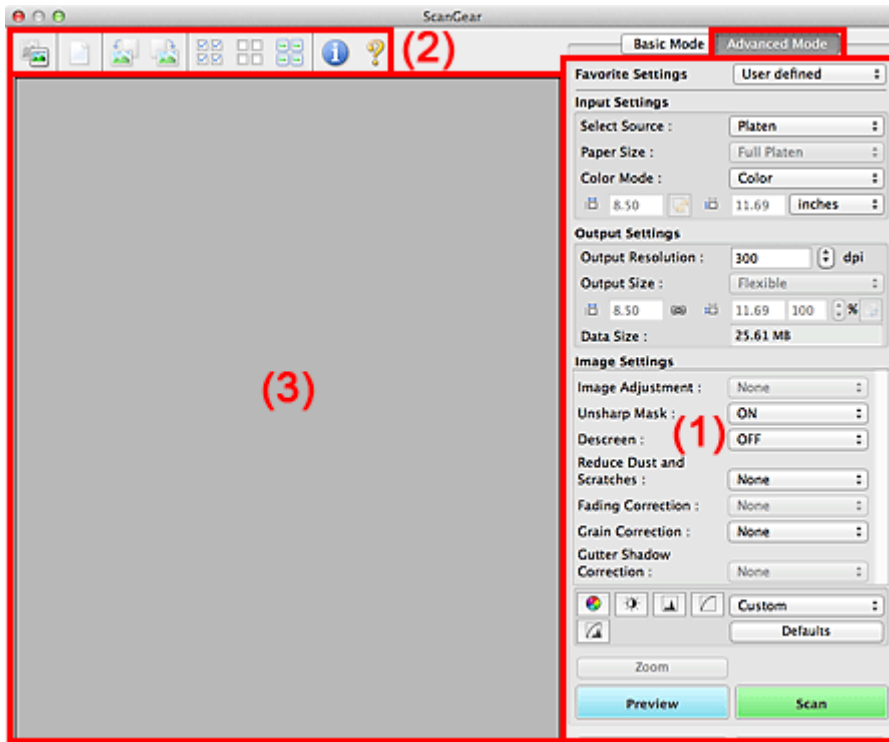 ScanGear
(2)
Basic Mode Advanced Mode
Favorite Settings User defined
Input Settings
Select Source : Platen
Paper Size : Full Platen
Color Mode : Color
8.50 11.69 inches
Output Settings
Output Resolution : 300 dpi
Output Size : Flexible
8.50 11.69 100 %
Data Size : 25.61 MB
Image Settings
(3)
Image Adjustment : None
Unsharp Mask : ON
(1)
Descreen : OFF
Reduce Dust and
Scratches : None
Fading Correction : None
Grain Correction : None
Gutter Shadow
Correction : None
Custom
Defaults
Zoom
Preview Scan